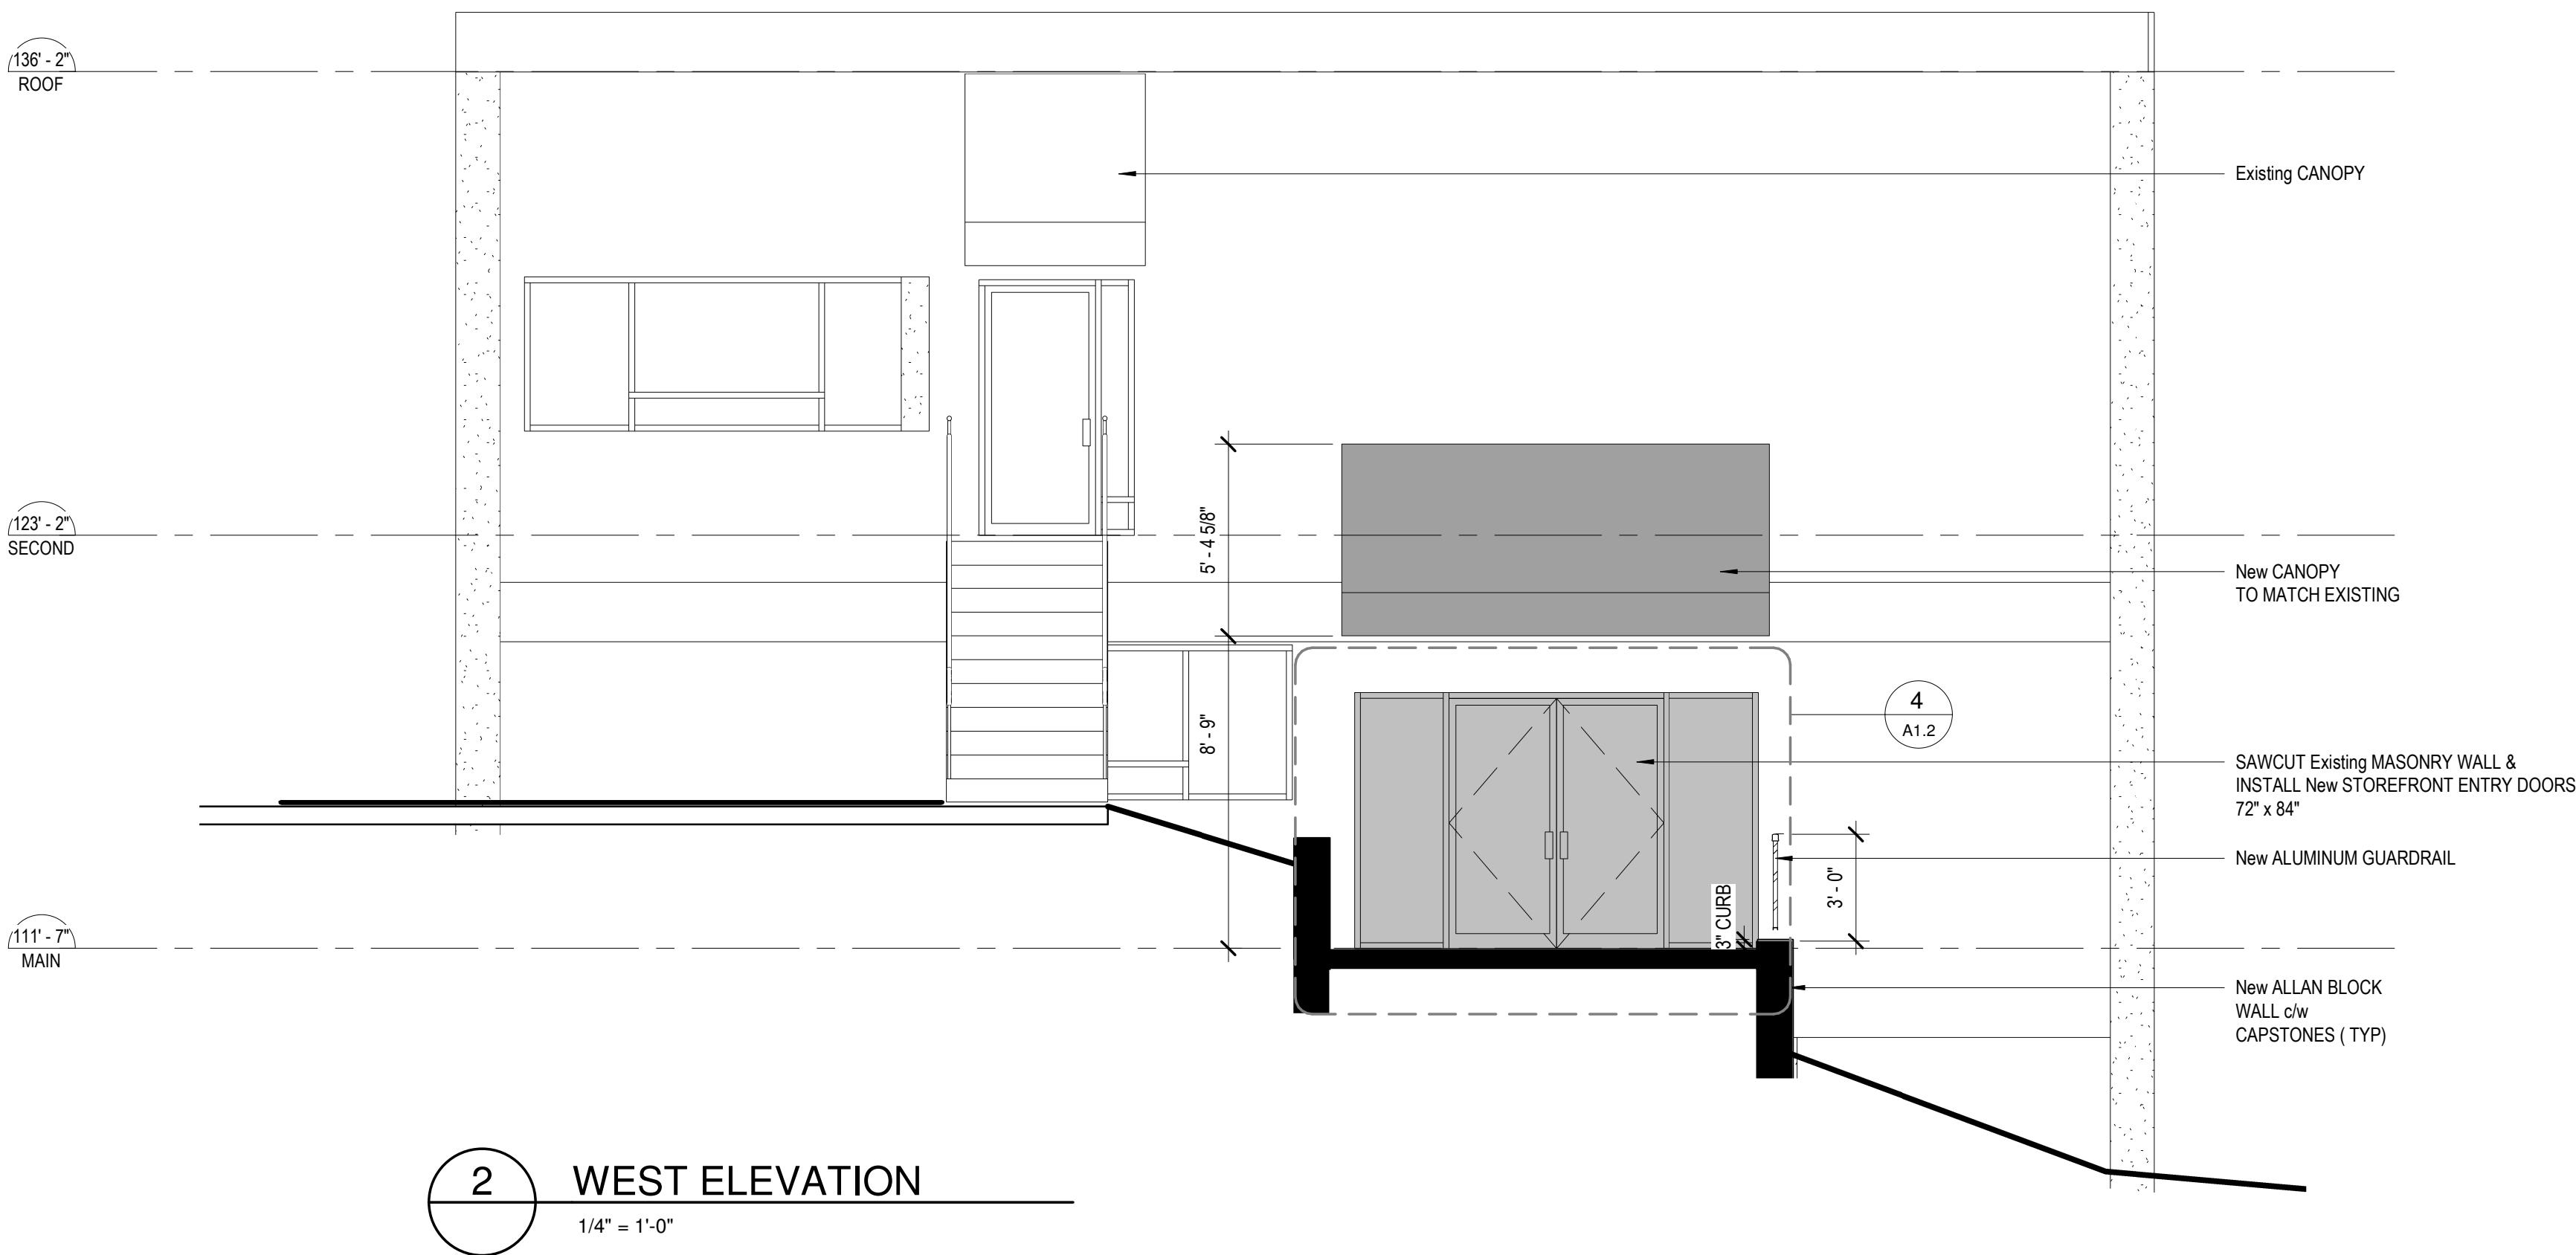 136' - 2"
ROOF
Existing CANOPY
123' - 2"
SECOND
5' - 4 5/8"
New CANOPY
TO MATCH EXISTING
8' - 9"
4
A1.2
SAWCUT Existing MASONRY WALL &
INSTALL New STOREFRONT ENTRY DOORS
72" x 84"
New ALUMINUM GUARDRAIL
3' - 0"
3" CURB
111' - 7"
MAIN
New ALLAN BLOCK
WALL c/w
CAPSTONES ( TYP)
2
WEST ELEVATION
1/4" = 1'-0"